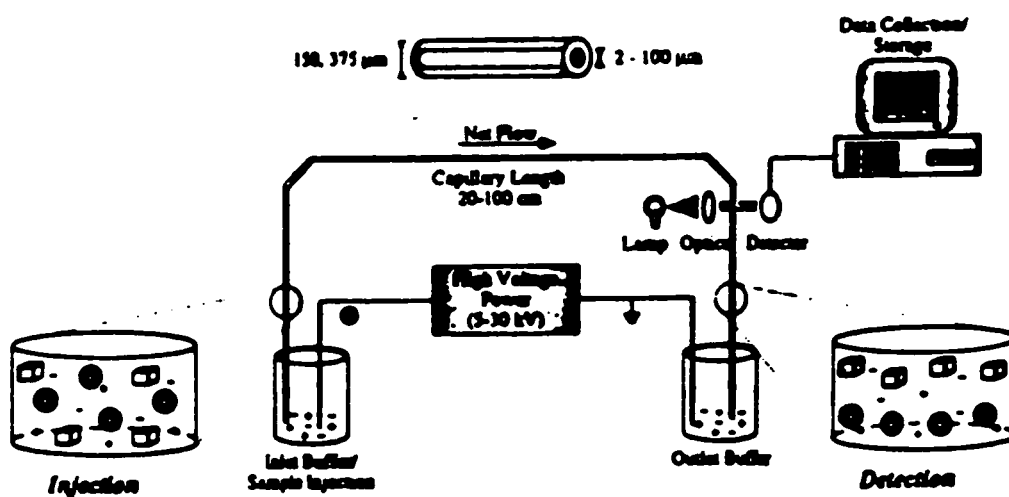 Data Collection/
Storage
150, 375 µm
2 - 100 µm
Net Flow
Capillary Length
20-100 cm
Lamp Optics Detector
High Voltage
Power
(5-30 kV)
Inlet Buffer/
Sample Injection
Outlet Buffer
Injection
Detection